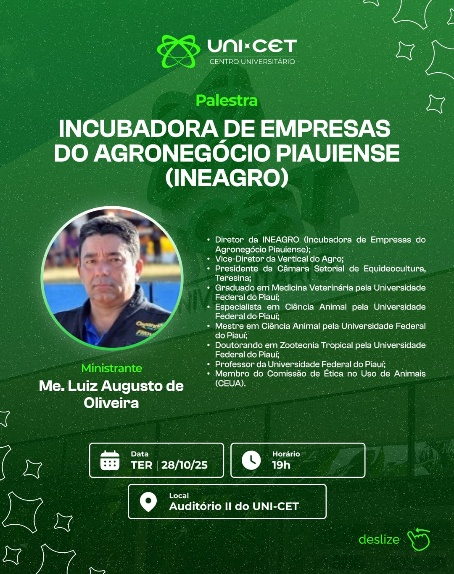 UNI×CET
CENTRO UNIVERSITÁRIO
Palestra
INCUBADORA DE EMPRESAS
DO AGRONEGÓCIO PIAUIENSE
(INEAGRO)
• Diretor da INEAGRO (Incubadora de Empresas do
Agronegócio Piauiense);
• Vice-Diretor da Vertical do Agro;
• Presidente da Câmara Setorial de Equideocultura,
Teresina;
• Graduado em Medicina Veterinária pela Universidade
Federal do Piauí;
• Especialista em Ciência Animal pela Universidade
Federal do Piauí;
• Mestre em Ciência Animal pela Universidade Federal
do Piauí;
• Doutorando em Zootecnia Tropical pela Universidade
Federal do Piauí;
• Professor da Universidade Federal do Piauí;
• Membro do Comissão de Ética no Uso de Animais
(CEUA).
Ministrante
Me. Luiz Augusto de
Oliveira
Data
TER | 28/10/25
Horário
19h
Local
Auditório II do UNI-CET
deslize